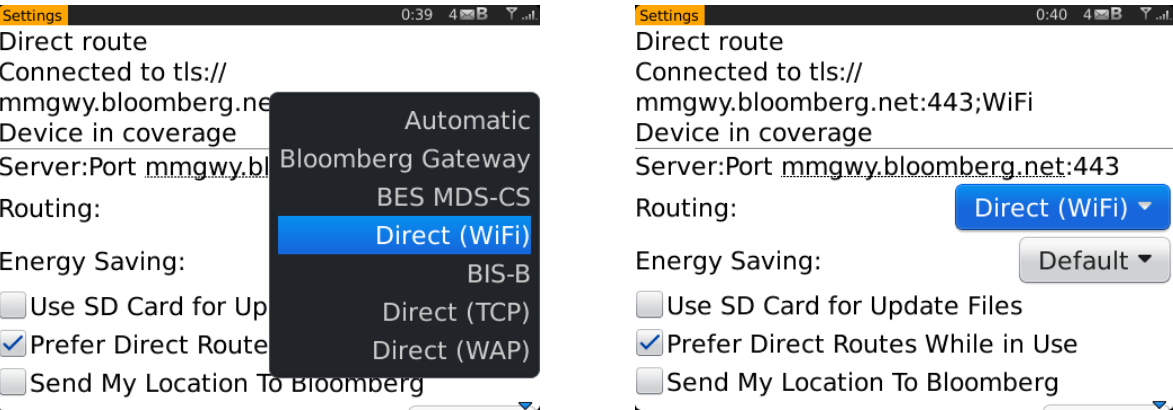 Settings
0:39 4 B
Direct route
Connected to tls://
mmgwy.bloomberg.ne
Device in coverage
Server:Port mmgwy.bl
Routing:
Energy Saving:
Use SD Card for Up
Prefer Direct Route
Send My Location To Bloomberg
Automatic
Bloomberg Gateway
BES MDS-CS
Direct (WiFi)
BIS-B
Direct (TCP)
Direct (WAP)
Settings
0:40 4 B
Direct route
Connected to tls://
mmgwy.bloomberg.net:443;WiFi
Device in coverage
Server:Port mmgwy.bloomberg.net:443
Routing: Direct (WiFi)
Energy Saving: Default
Use SD Card for Update Files
Prefer Direct Routes While in Use
Send My Location To Bloomberg